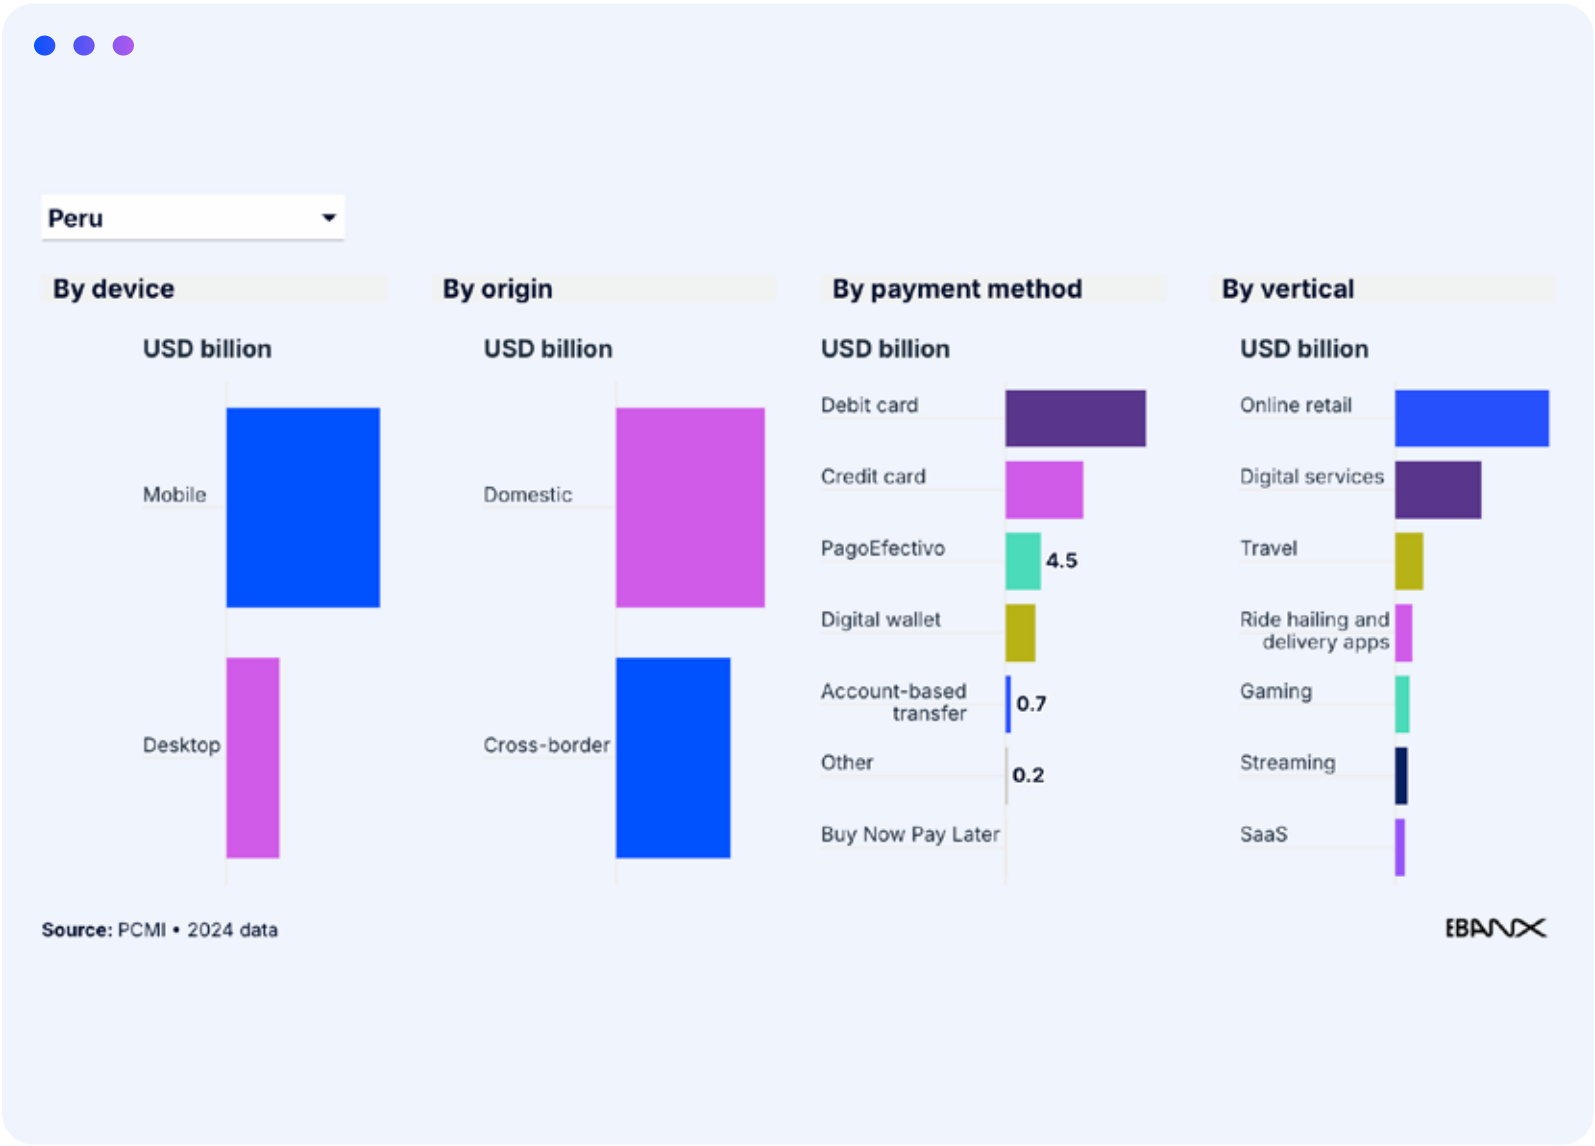 Peru
By device
USD billion
Mobile
Desktop
By origin
USD billion
Domestic
Cross-border
By payment method
USD billion
Debit card
Credit card
PagoEfectivo
4.5
Digital wallet
Account-based
transfer
0.7
Other
0.2
Buy Now Pay Later
By vertical
USD billion
Online retail
Digital services
Travel
Ride hailing and
delivery apps
Gaming
Streaming
SaaS
Source: PCMI • 2024 data
EBANX